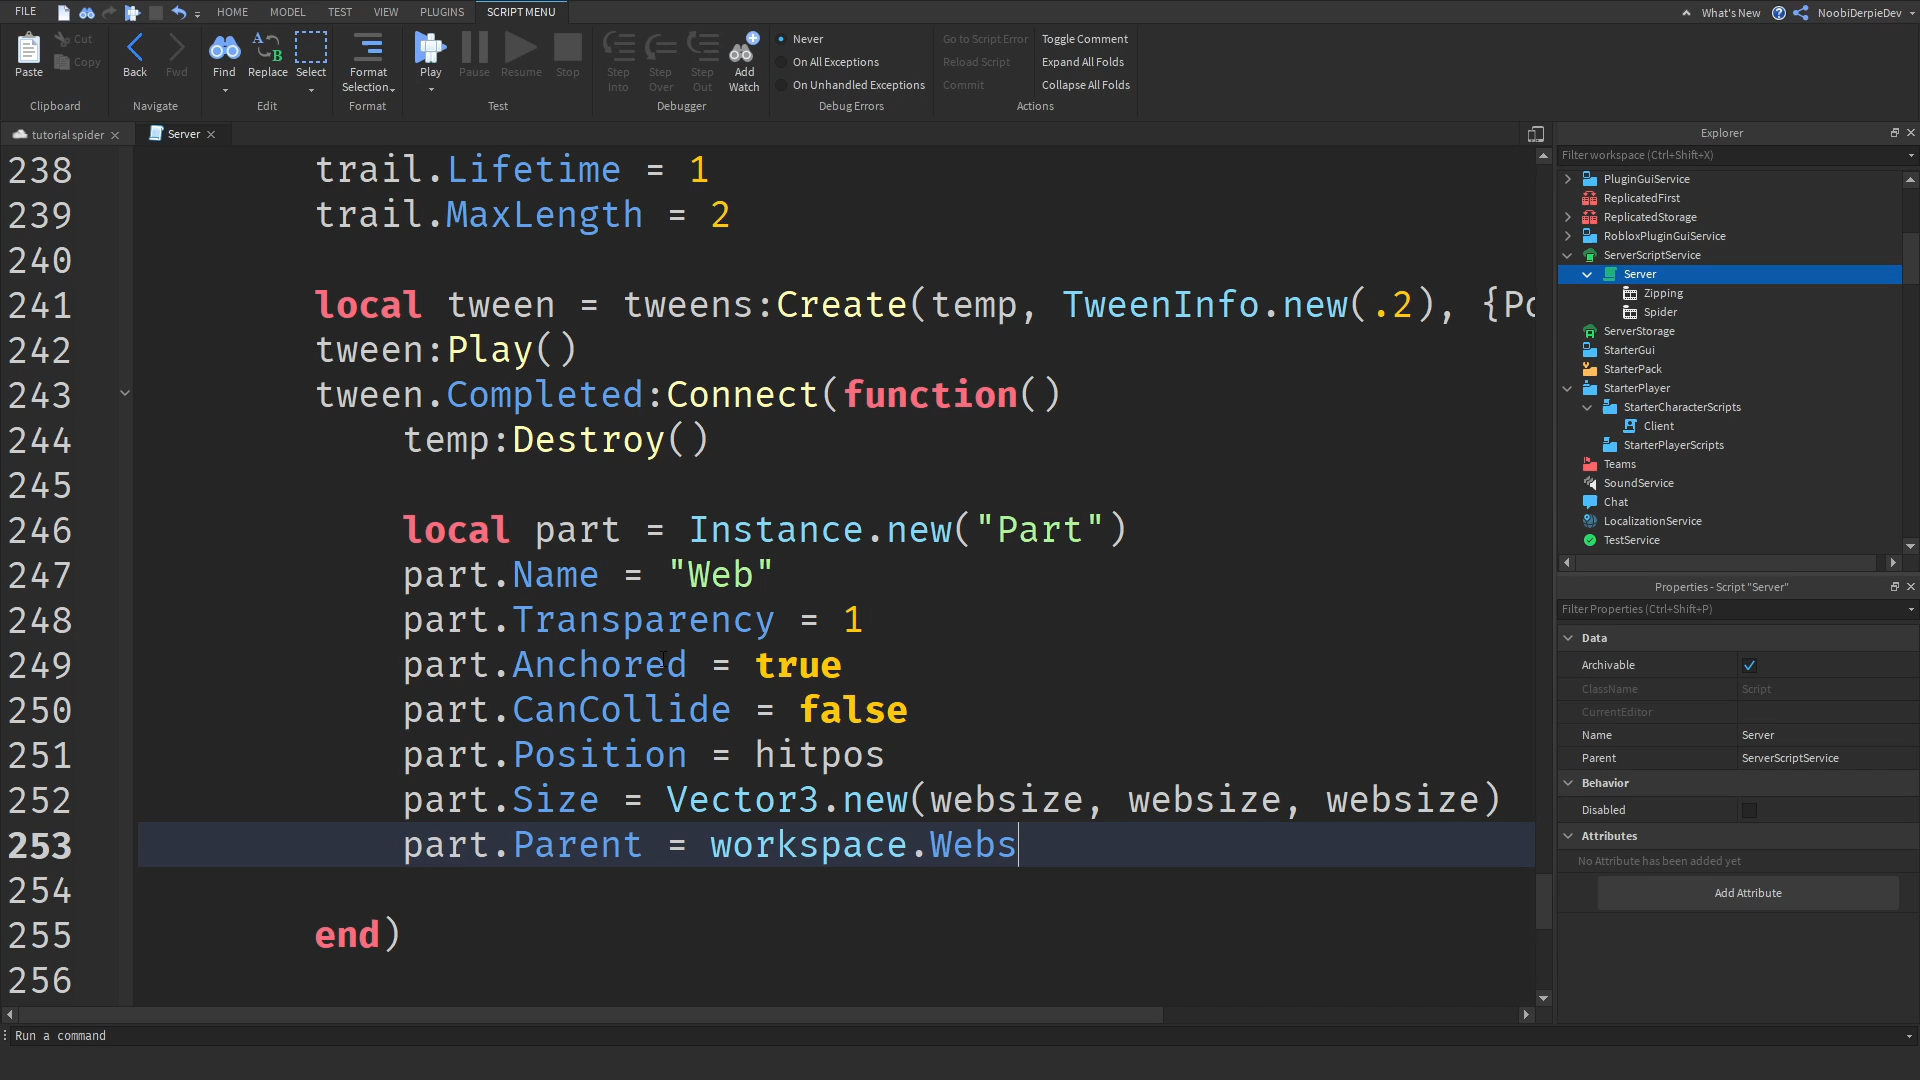 FILE
HOME
MODEL
TEST
VIEW
PLUGINS
SCRIPT MENU
What's New
NoobiDerpieDev
Paste
Cut
Copy
Clipboard
Back
Fwd
Navigate
Find
Replace
Select
Edit
Format
Selection
Format
Play
Pause
Resume
Stop
Test
Step
Into
Step
Over
Step
Out
Add
Watch
Debugger
Never
On All Exceptions
On Unhandled Exceptions
Debug Errors
Go to Script Error
Reload Script
Commit
Toggle Comment
Expand All Folds
Collapse All Folds
Actions
tutorial spider
Server
238 trail.Lifetime = 1
239 trail.MaxLength = 2
240
241 local tween = tweens:Create(temp, TweenInfo.new(.2), {Po
242 tween:Play()
243 tween.Completed:Connect(function()
244 temp:Destroy()
245
246 local part = Instance.new("Part")
247 part.Name = "Web"
248 part.Transparency = 1
249 part.Anchored = true
250 part.CanCollide = false
251 part.Position = hitpos
252 part.Size = Vector3.new(websize, websize, websize)
253 part.Parent = workspace.Webs
254
255 end)
256
Run a command
Explorer
Filter workspace (Ctrl+Shift+X)
PluginGuiService
ReplicatedFirst
ReplicatedStorage
RobloxPluginGuiService
ServerScriptService
Server
Zipping
Spider
ServerStorage
StarterGui
StarterPack
StarterPlayer
StarterCharacterScripts
Client
StarterPlayerScripts
Teams
SoundService
Chat
LocalizationService
TestService
Properties - Script "Server"
Filter Properties (Ctrl+Shift+P)
Data
Archivable
ClassName Script
CurrentEditor
Name Server
Parent ServerScriptService
Behavior
Disabled
Attributes
No Attribute has been added yet
Add Attribute